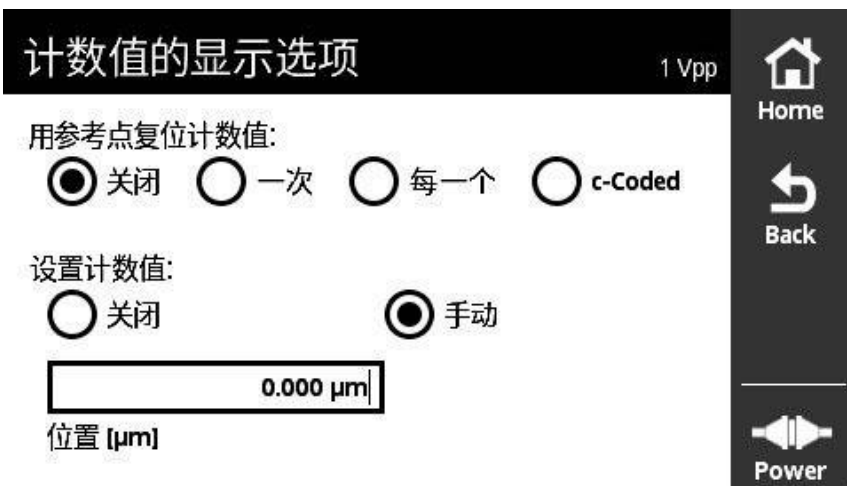 计数值的显示选项
1 Vpp
用参考点复位计数值:
关闭 一次 每一个 c-Coded
设置计数值:
关闭 手动
0.000 µm
位置 [µm]
Home
Back
Power